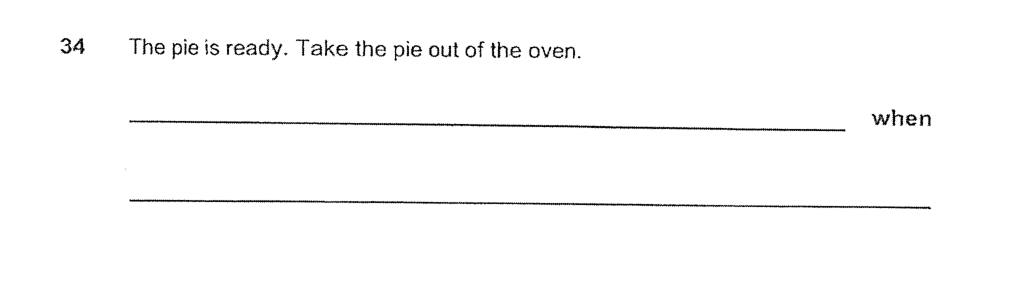 34 The pie is ready. Take the pie out of the oven.
when